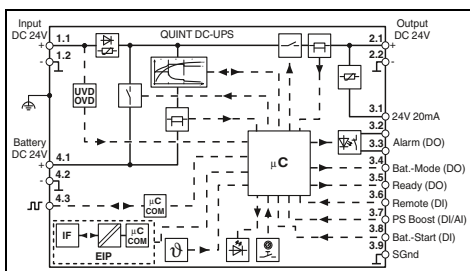 Input
DC 24V
QUINT DC-UPS
Output
DC 24V
1.1
+
1.2
-
2.1
+
2.2
-
UVD
OVD
3.1
24V 20mA
3.2
Alarm (DO)
3.3
Battery
DC 24V
4.1
+
-
4.2
4.3
μC
3.4
Bat.-Mode (DO)
3.5
Ready (DO)
3.6
Remote (DI)
3.7
PS Boost (DI/AI)
3.8
Bat.-Start (DI)
3.9
SGnd
μC
COM
IF
μC
COM
EIP
ϑ